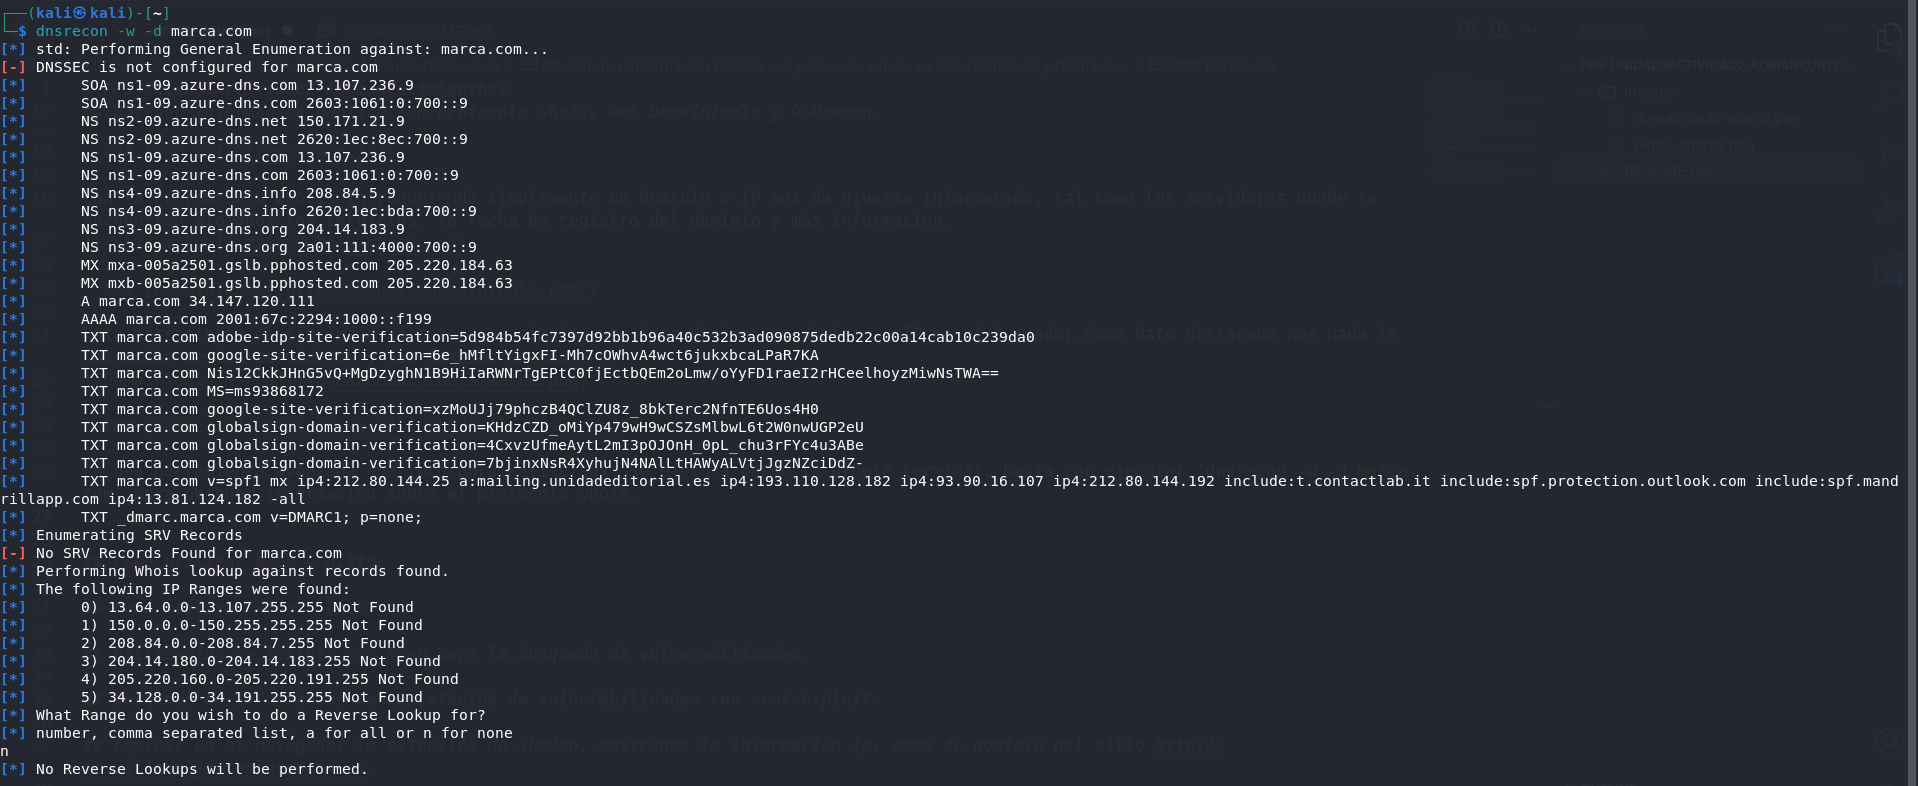 (kali㉿kali)-[~]
$ dnsrecon -w -d marca.com
[*] std: Performing General Enumeration against: marca.com...
[-] DNSSEC is not configured for marca.com
[*] SOA ns1-09.azure-dns.com 13.107.236.9
[*] SOA ns1-09.azure-dns.com 2603:1061:0:700::9
[*] NS ns2-09.azure-dns.net 150.171.21.9
[*] NS ns2-09.azure-dns.net 2620:1ec:8ec:700::9
[*] NS ns1-09.azure-dns.com 13.107.236.9
[*] NS ns1-09.azure-dns.com 2603:1061:0:700::9
[*] NS ns4-09.azure-dns.info 208.84.5.9
[*] NS ns4-09.azure-dns.info 2620:1ec:bda:700::9
[*] NS ns3-09.azure-dns.org 204.14.183.9
[*] NS ns3-09.azure-dns.org 2a01:111:4000:700::9
[*] MX mxa-005a2501.gslb.pphosted.com 205.220.184.63
[*] MX mxb-005a2501.gslb.pphosted.com 205.220.184.63
[*] A marca.com 34.147.120.111
[*] AAAA marca.com 2001:67c:2294:1000::f199
[*] TXT marca.com adobe-idp-site-verification=5d984b54fc7397d92bb1b96a40c532b3ad090875dedb22c00a14cab10c239da0
[*] TXT marca.com google-site-verification=6e_hMfltYigxFI-Mh7cOWhvA4wct6jukxbcaLPaR7KA
[*] TXT marca.com Nis12CkkJHnG5vQ+MgDzyghN1B9HiIaRWNrTgEPtC0fjEctbQEm2oLmw/oYyFD1raeI2rHCeelhoyzMiwNsTWA==
[*] TXT marca.com MS=ms93868172
[*] TXT marca.com google-site-verification=xzMoUJj79phczB4QClZU8z_8bkTerc2NfnTE6Uos4H0
[*] TXT marca.com globalsign-domain-verification=KHdzCZD_oMiYp479wH9wCSZsMlbwL6t2W0nwUGP2eU
[*] TXT marca.com globalsign-domain-verification=4CxvzUfmeAytL2mI3pOJOnH_0pL_chu3rFYc4u3ABe
[*] TXT marca.com globalsign-domain-verification=7bjinxNsR4XyhujN4NAlLtHAWyALVtjJgzNZciDdZ-
[*] TXT marca.com v=spf1 mx ip4:212.80.144.25 a:mailing.unidadeditorial.es ip4:193.110.128.182 ip4:93.90.16.107 ip4:212.80.144.192 include:t.contactlab.it include:spf.protection.outlook.com include:spf.mand
rillapp.com ip4:13.81.124.182 -all
[*] TXT _dmarc.marca.com v=DMARC1; p=none;
[*] Enumerating SRV Records
[-] No SRV Records Found for marca.com
[*] Performing Whois lookup against records found.
[*] The following IP Ranges were found:
[*] 0) 13.64.0.0-13.107.255.255 Not Found
[*] 1) 150.0.0.0-150.255.255.255 Not Found
[*] 2) 208.84.0.0-208.84.7.255 Not Found
[*] 3) 204.14.180.0-204.14.183.255 Not Found
[*] 4) 205.220.160.0-205.220.191.255 Not Found
[*] 5) 34.128.0.0-34.191.255.255 Not Found
[*] What Range do you wish to do a Reverse Lookup for?
[*] number, comma separated list, a for all or n for none
n
[*] No Reverse Lookups will be performed.